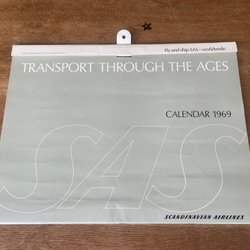 Fly and ship SAS – worldwide
TRANSPORT THROUGH THE AGES
CALENDAR 1969
SAS
SCANDINAVIAN AIRLINES